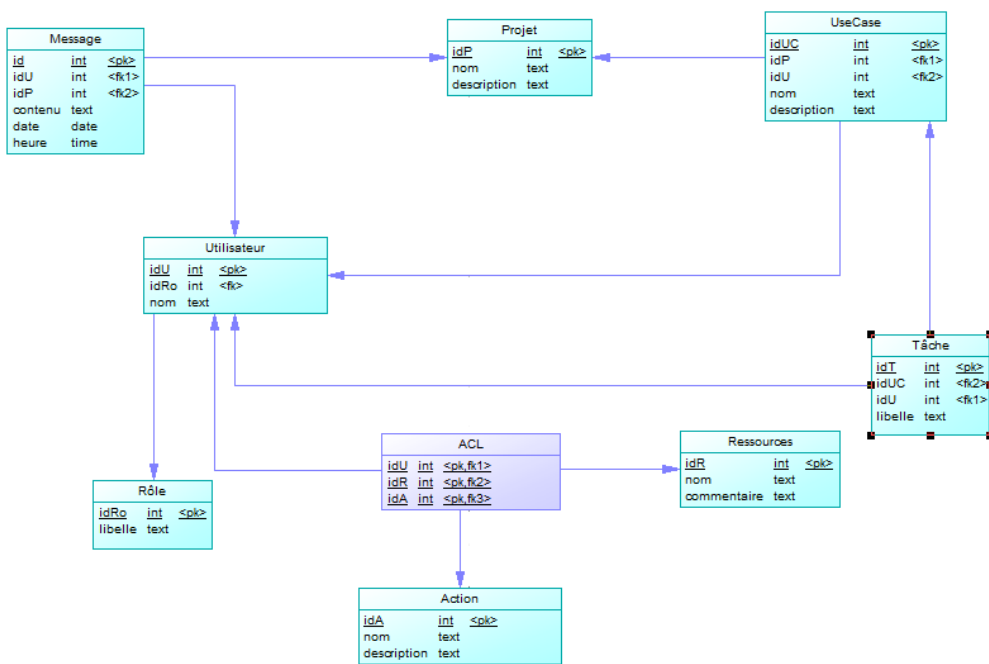 Message
id int <pk>
idU int <fk1>
idP int <fk2>
contenu text
date date
heure time
Projet
idP int <pk>
nom text
description text
UseCase
idUC int <pk>
idP int <fk1>
idU int <fk2>
nom text
description text
Utilisateur
idU int <pk>
idRo int <fk>
nom text
Tâche
idT int <pk>
idUC int <fk2>
idU int <fk1>
libelle text
ACL
idU int <pk,fk1>
idR int <pk,fk2>
idA int <pk,fk3>
Ressources
idR int <pk>
nom text
commentaire text
Rôle
idRo int <pk>
libelle text
Action
idA int <pk>
nom text
description text